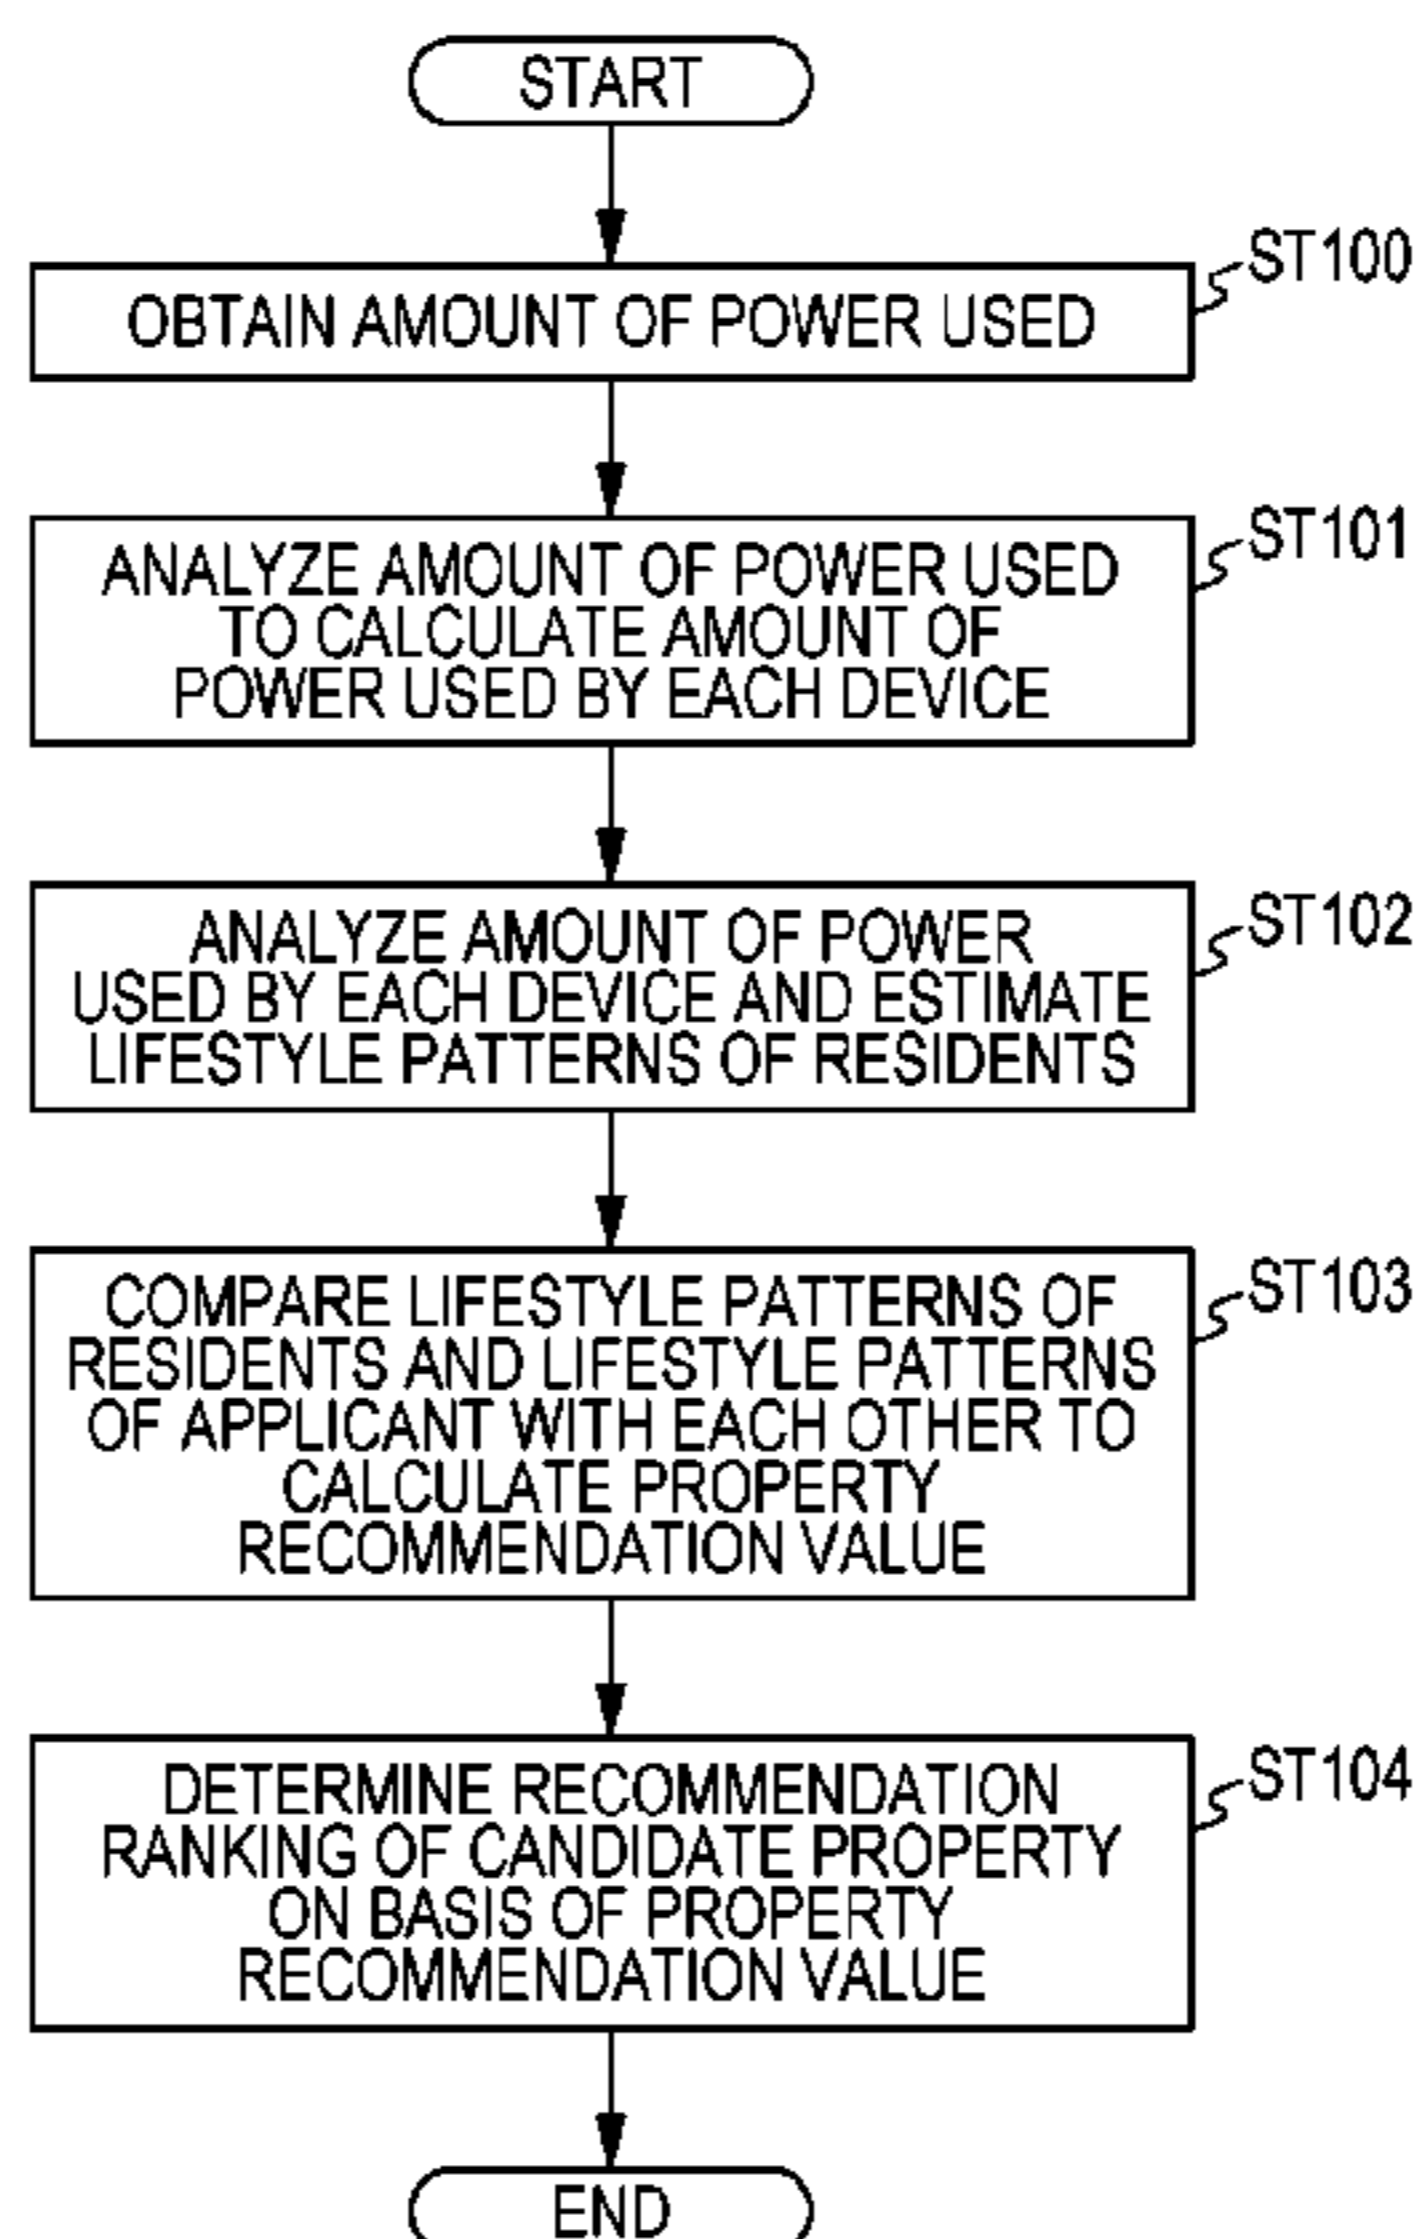 START
ST100
OBTAIN AMOUNT OF POWER USED
ST101
ANALYZE AMOUNT OF POWER USED
TO CALCULATE AMOUNT OF
POWER USED BY EACH DEVICE
ST102
ANALYZE AMOUNT OF POWER
USED BY EACH DEVICE AND ESTIMATE
LIFESTYLE PATTERNS OF RESIDENTS
ST103
COMPARE LIFESTYLE PATTERNS OF
RESIDENTS AND LIFESTYLE PATTERNS
OF APPLICANT WITH EACH OTHER TO
CALCULATE PROPERTY
RECOMMENDATION VALUE
ST104
DETERMINE RECOMMENDATION
RANKING OF CANDIDATE PROPERTY
ON BASIS OF PROPERTY
RECOMMENDATION VALUE
END